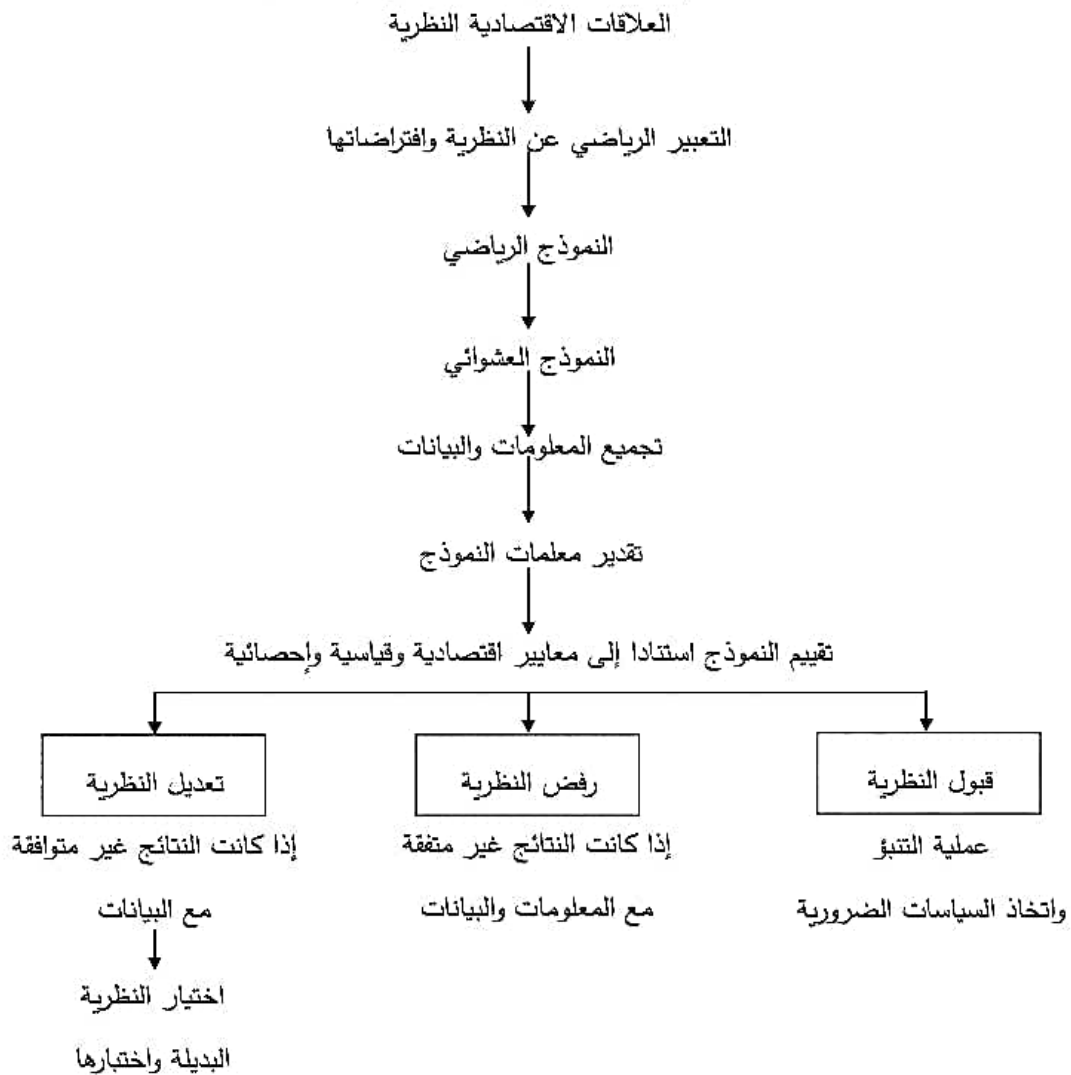 العلاقات الاقتصادية النظرية
التعبير الرياضي عن النظرية وافتراضاتها
النموذج الرياضي
النموذج العشوائي
تجميع المعلومات والبيانات
تقدير معلمات النموذج
تقييم النموذج استنادا إلى معايير اقتصادية وقياسية وإحصائية
قبول النظرية
عملية التنبؤ
واتخاذ السياسات الضرورية
رفض النظرية
إذا كانت النتائج غير متفقة
مع المعلومات والبيانات
تعديل النظرية
إذا كانت النتائج غير متوافقة
مع البيانات
اختيار النظرية
البديلة واختبارها